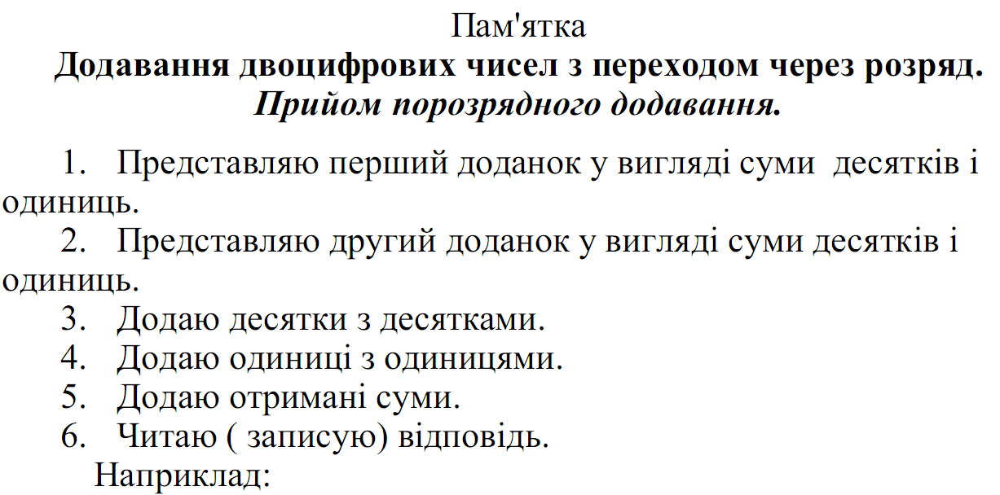 Пам'ятка
Додавання двоцифрових чисел з переходом через розряд.
Прийом порозрядного додавання.
1. Представляю перший доданок у вигляді суми десятків і
одиниць.
2. Представляю другий доданок у вигляді суми десятків і
одиниць.
3. Додаю десятки з десятками.
4. Додаю одиниці з одиницями.
5. Додаю отримані суми.
6. Читаю ( записую) відповідь.
Наприклад: